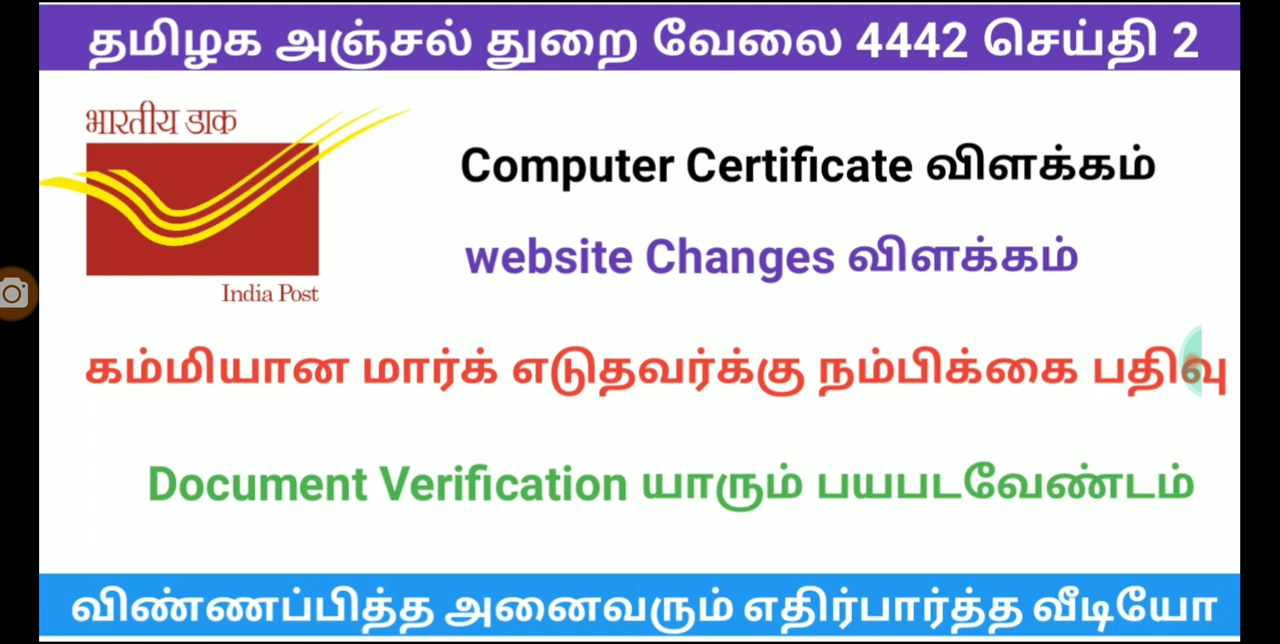 தமிழக அஞ்சல் துறை வேலை 4442 செய்தி 2
भारतीय डाक
Computer Certificate விளக்கம்
website Changes விளக்கம்
India Post
கம்மியான மார்க் எடுதவர்க்கு நம்பிக்கை பதிவு
Document Verification யாரும் பயபடவேண்டம்
விண்ணப்பித்த அனைவரும் எதிர்பார்த்த வீடியோ